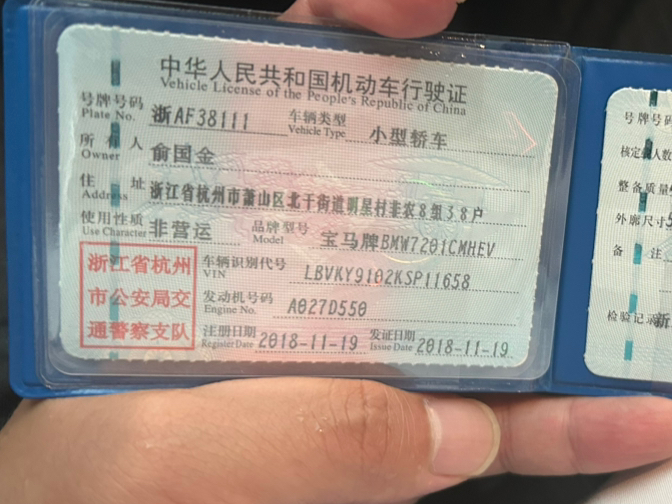 中华人民共和国机动车行驶证
Vehicle License of the People's Republic of China
号牌号码 浙AF38111 车辆类型 小型轿车
Plate No. Vehicle Type
所有人 俞国金
Owner
住址 浙江省杭州市萧山区北干街道明星村非农8组38户
Address
使用性质 非营运 品牌型号 宝马牌BMW7201CMHEV
Use Character Model
浙江省杭州
市公安局交
通警察支队
车辆识别代号 LBVKY9102KSP11658
VIN
发动机号码 A027D550
Engine No.
注册日期 2018-11-19 发证日期 2018-11-19
Register Date Issue Date
号牌号码
核定载人数
整备质量
外廓尺寸
备注
检验记录